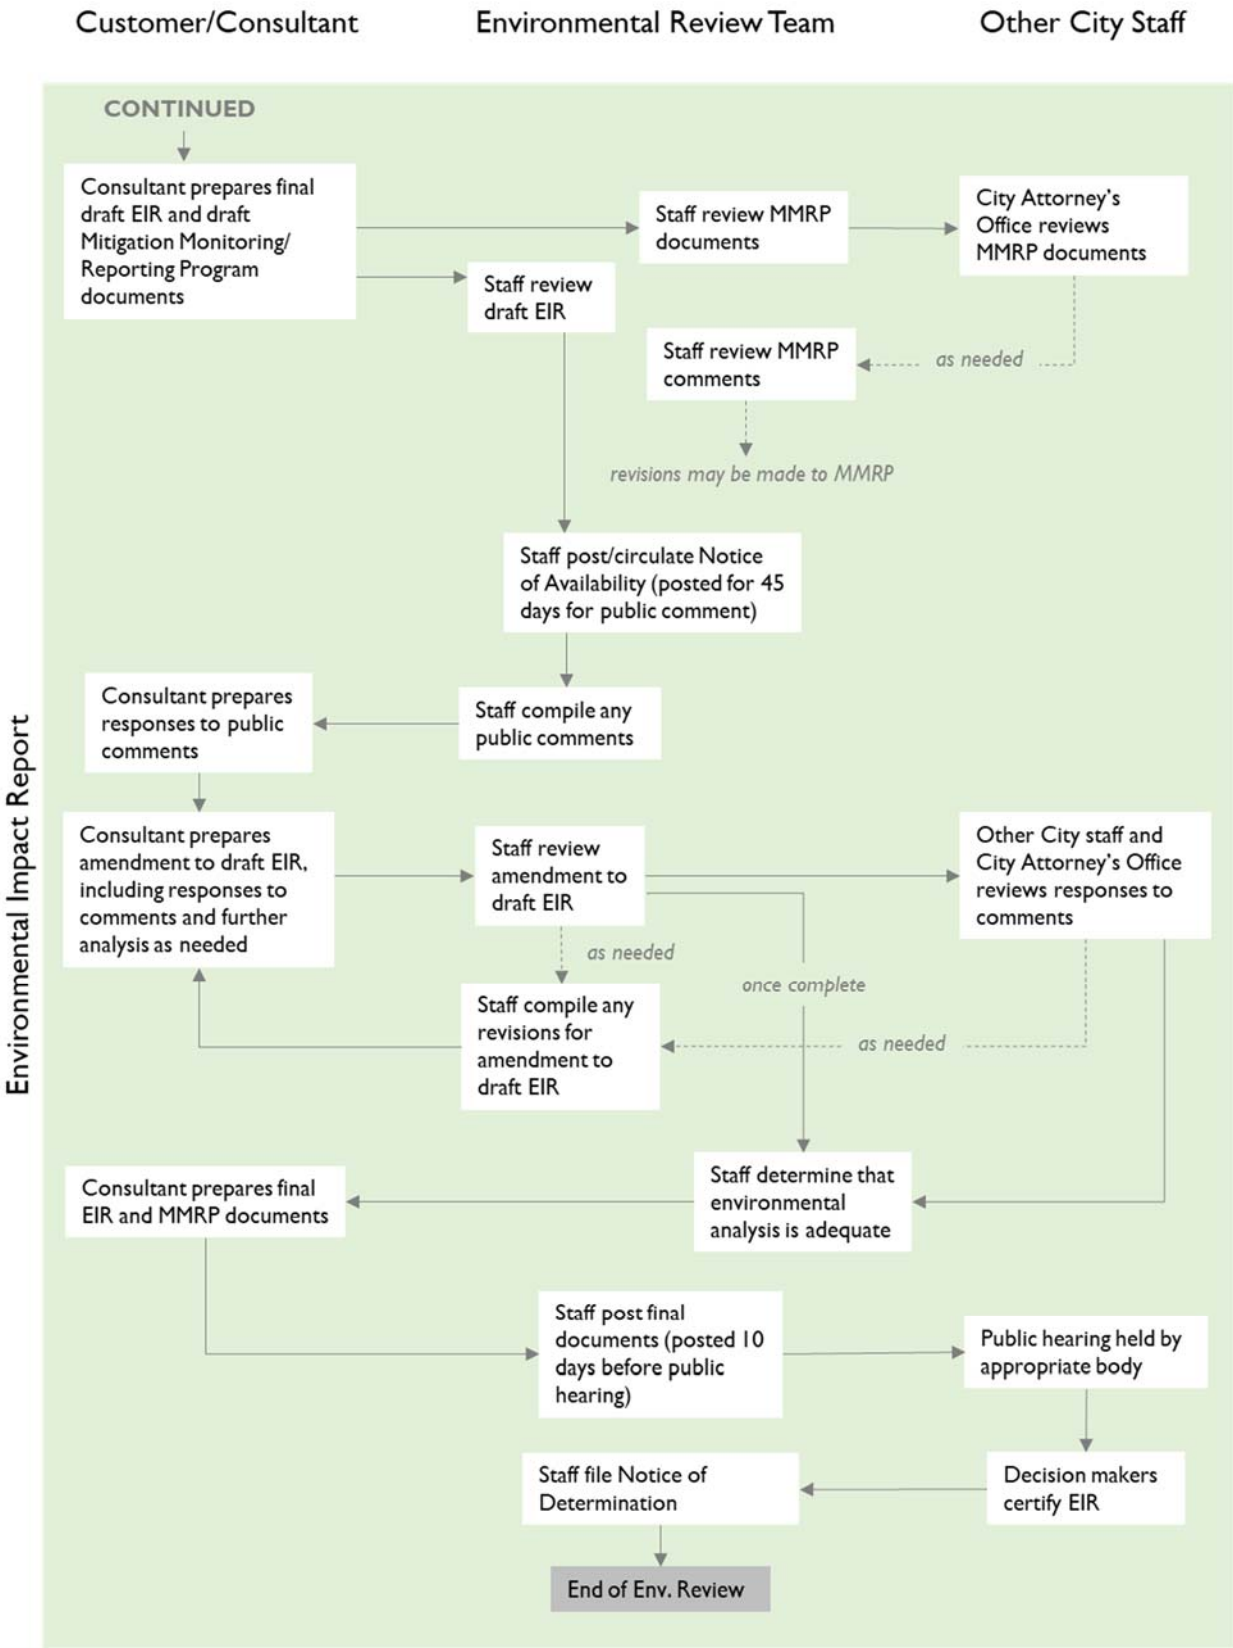 Customer/Consultant
Environmental Review Team
Other City Staff
Environmental Impact Report
CONTINUED
Consultant prepares final
draft EIR and draft
Mitigation Monitoring/
Reporting Program
documents
Staff review MMRP
documents
City Attorney's
Office reviews
MMRP documents
Staff review
draft EIR
Staff review MMRP
comments
as needed
revisions may be made to MMRP
Staff post/circulate Notice
of Availability (posted for 45
days for public comment)
Consultant prepares
responses to public
comments
Staff compile any
public comments
Consultant prepares
amendment to draft EIR,
including responses to
comments and further
analysis as needed
Staff review
amendment to
draft EIR
Other City staff and
City Attorney's Office
reviews responses to
comments
as needed
once complete
Staff compile any
revisions for
amendment to
draft EIR
as needed
Consultant prepares final
EIR and MMRP documents
Staff determine that
environmental
analysis is adequate
Staff post final
documents (posted 10
days before public
hearing)
Public hearing held by
appropriate body
Staff file Notice of
Determination
Decision makers
certify EIR
End of Env. Review